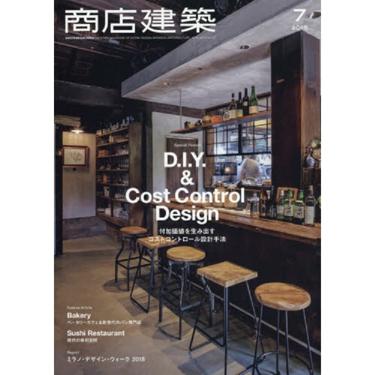 商店建築
7
2018
Special Feature
D.I.Y.
&
Cost Control
Design
付加価値を生み出す
コストコントロール設計手法
Feature Article
Bakery
Sushi Restaurant
Report
ミラノ・デザイン・ウィーク 2018